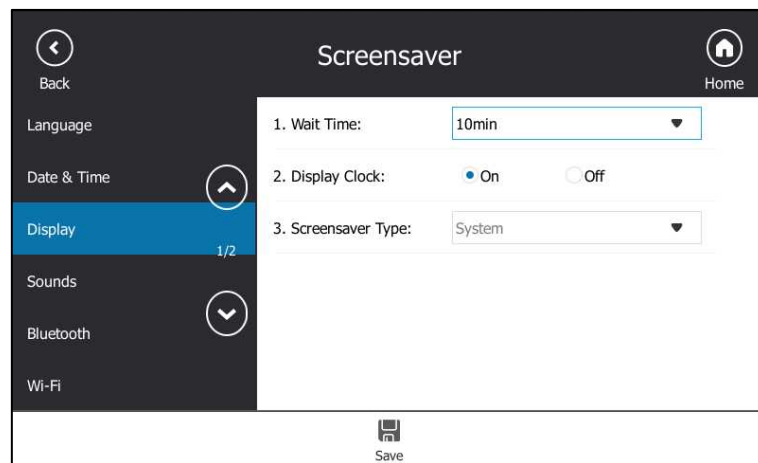 Screensaver
Back
Home
Language
Date & Time
Display
1/2
Sounds
Bluetooth
Wi-Fi
1. Wait Time: 10min
2. Display Clock: On Off
3. Screensaver Type: System
Save